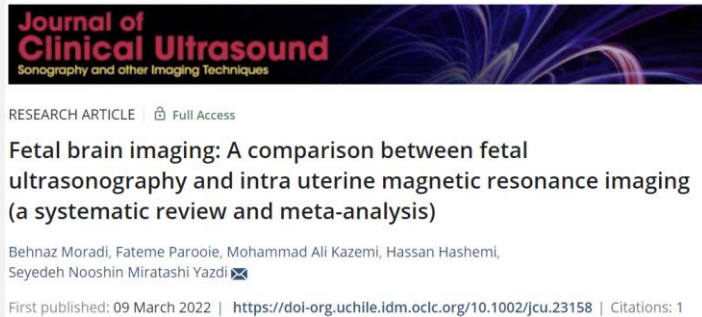 Journal of
Clinical Ultrasound
Sonography and other Imaging Techniques
RESEARCH ARTICLE | Full Access
Fetal brain imaging: A comparison between fetal
ultrasonography and intra uterine magnetic resonance imaging
(a systematic review and meta-analysis)
Behnaz Moradi, Fateme Parooie, Mohammad Ali Kazemi, Hassan Hashemi,
Seyedeh Nooshin Miratashi Yazdi
First published: 09 March 2022 | https://doi-org.uchile.idm.oclc.org/10.1002/jcu.23158 | Citations: 1